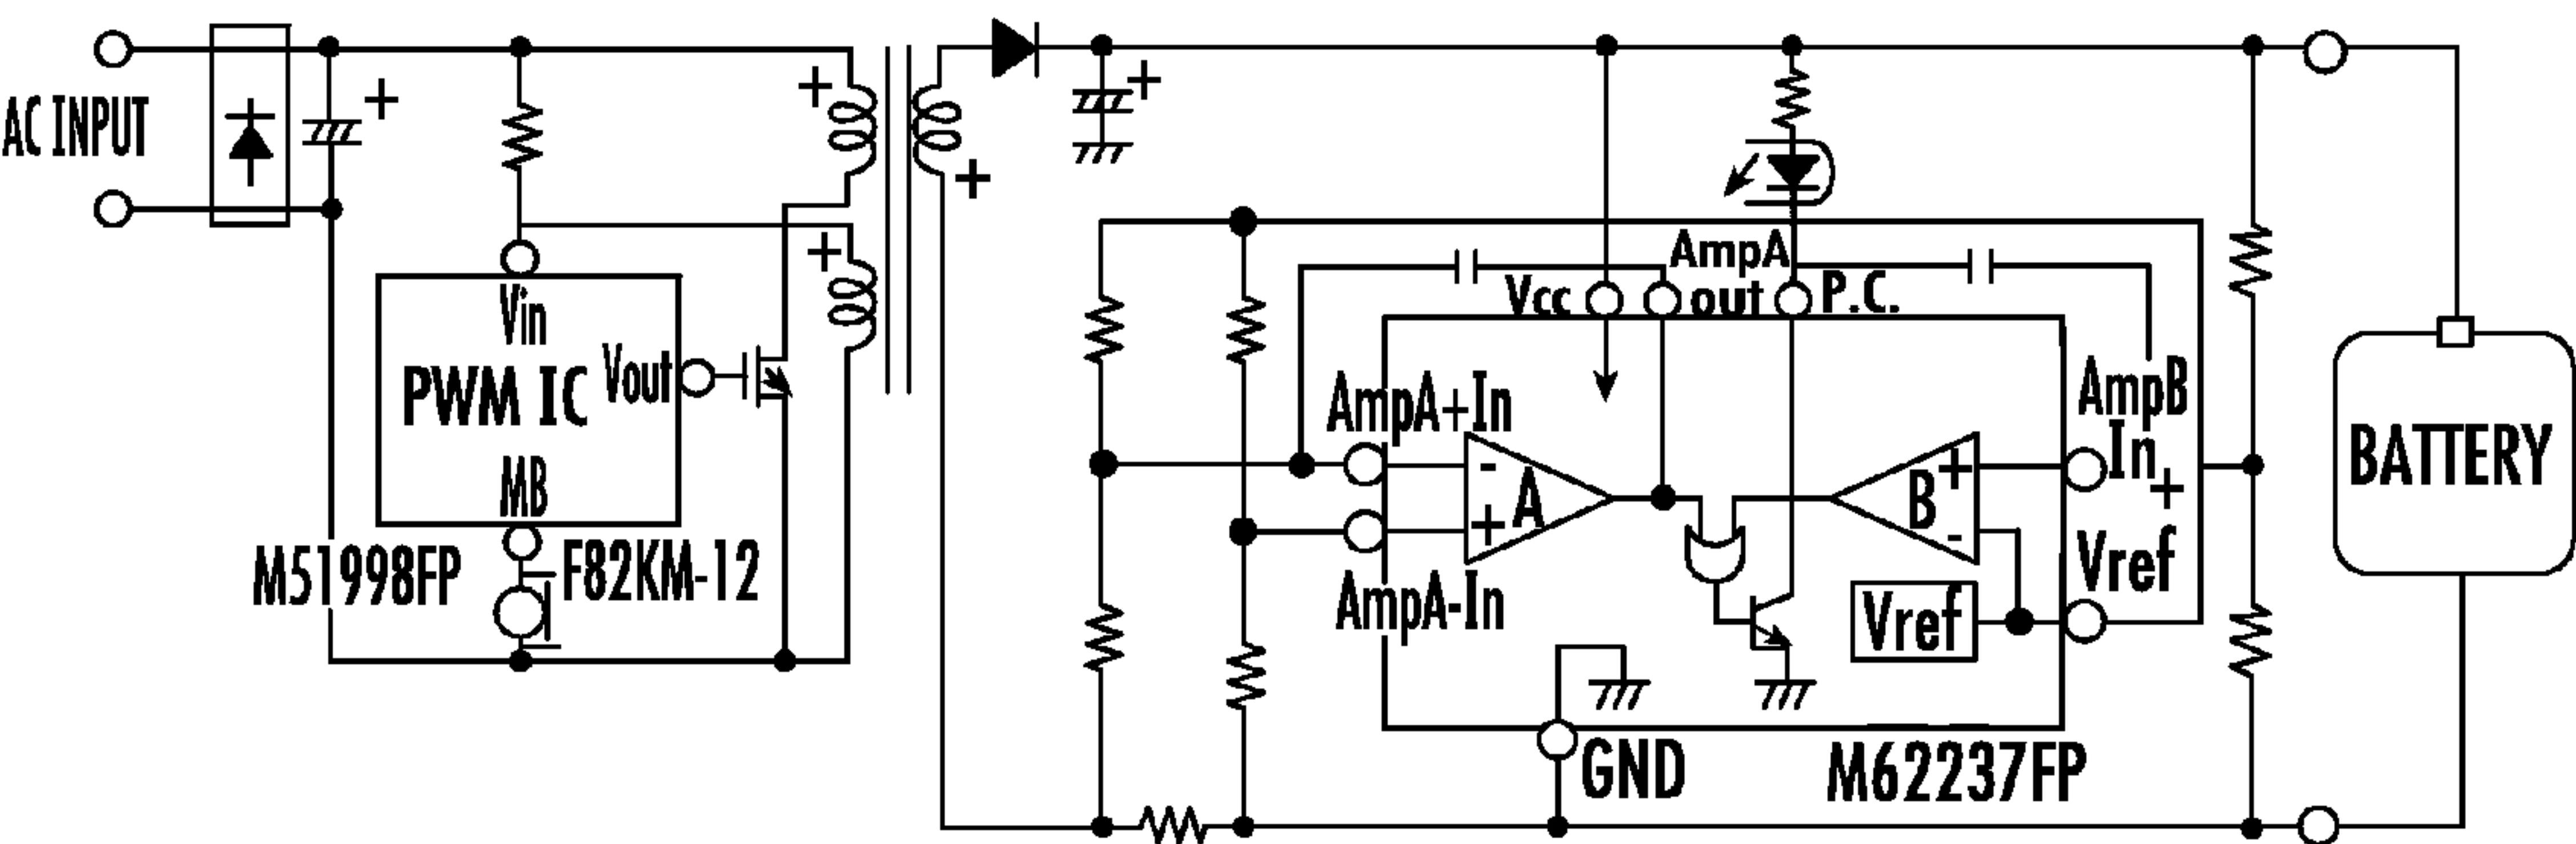 +
+
+
AC INPUT
+
+
AmpA
+
Vcc
out
P.C.
Vin
Vout
PWM IC
AmpA+In
AmpB
In
+
BATTERY
-
A
+
B
+
-
MB
M51998FP
F82KM-12
AmpA-In
Vref
Vref
GND
M62237FP